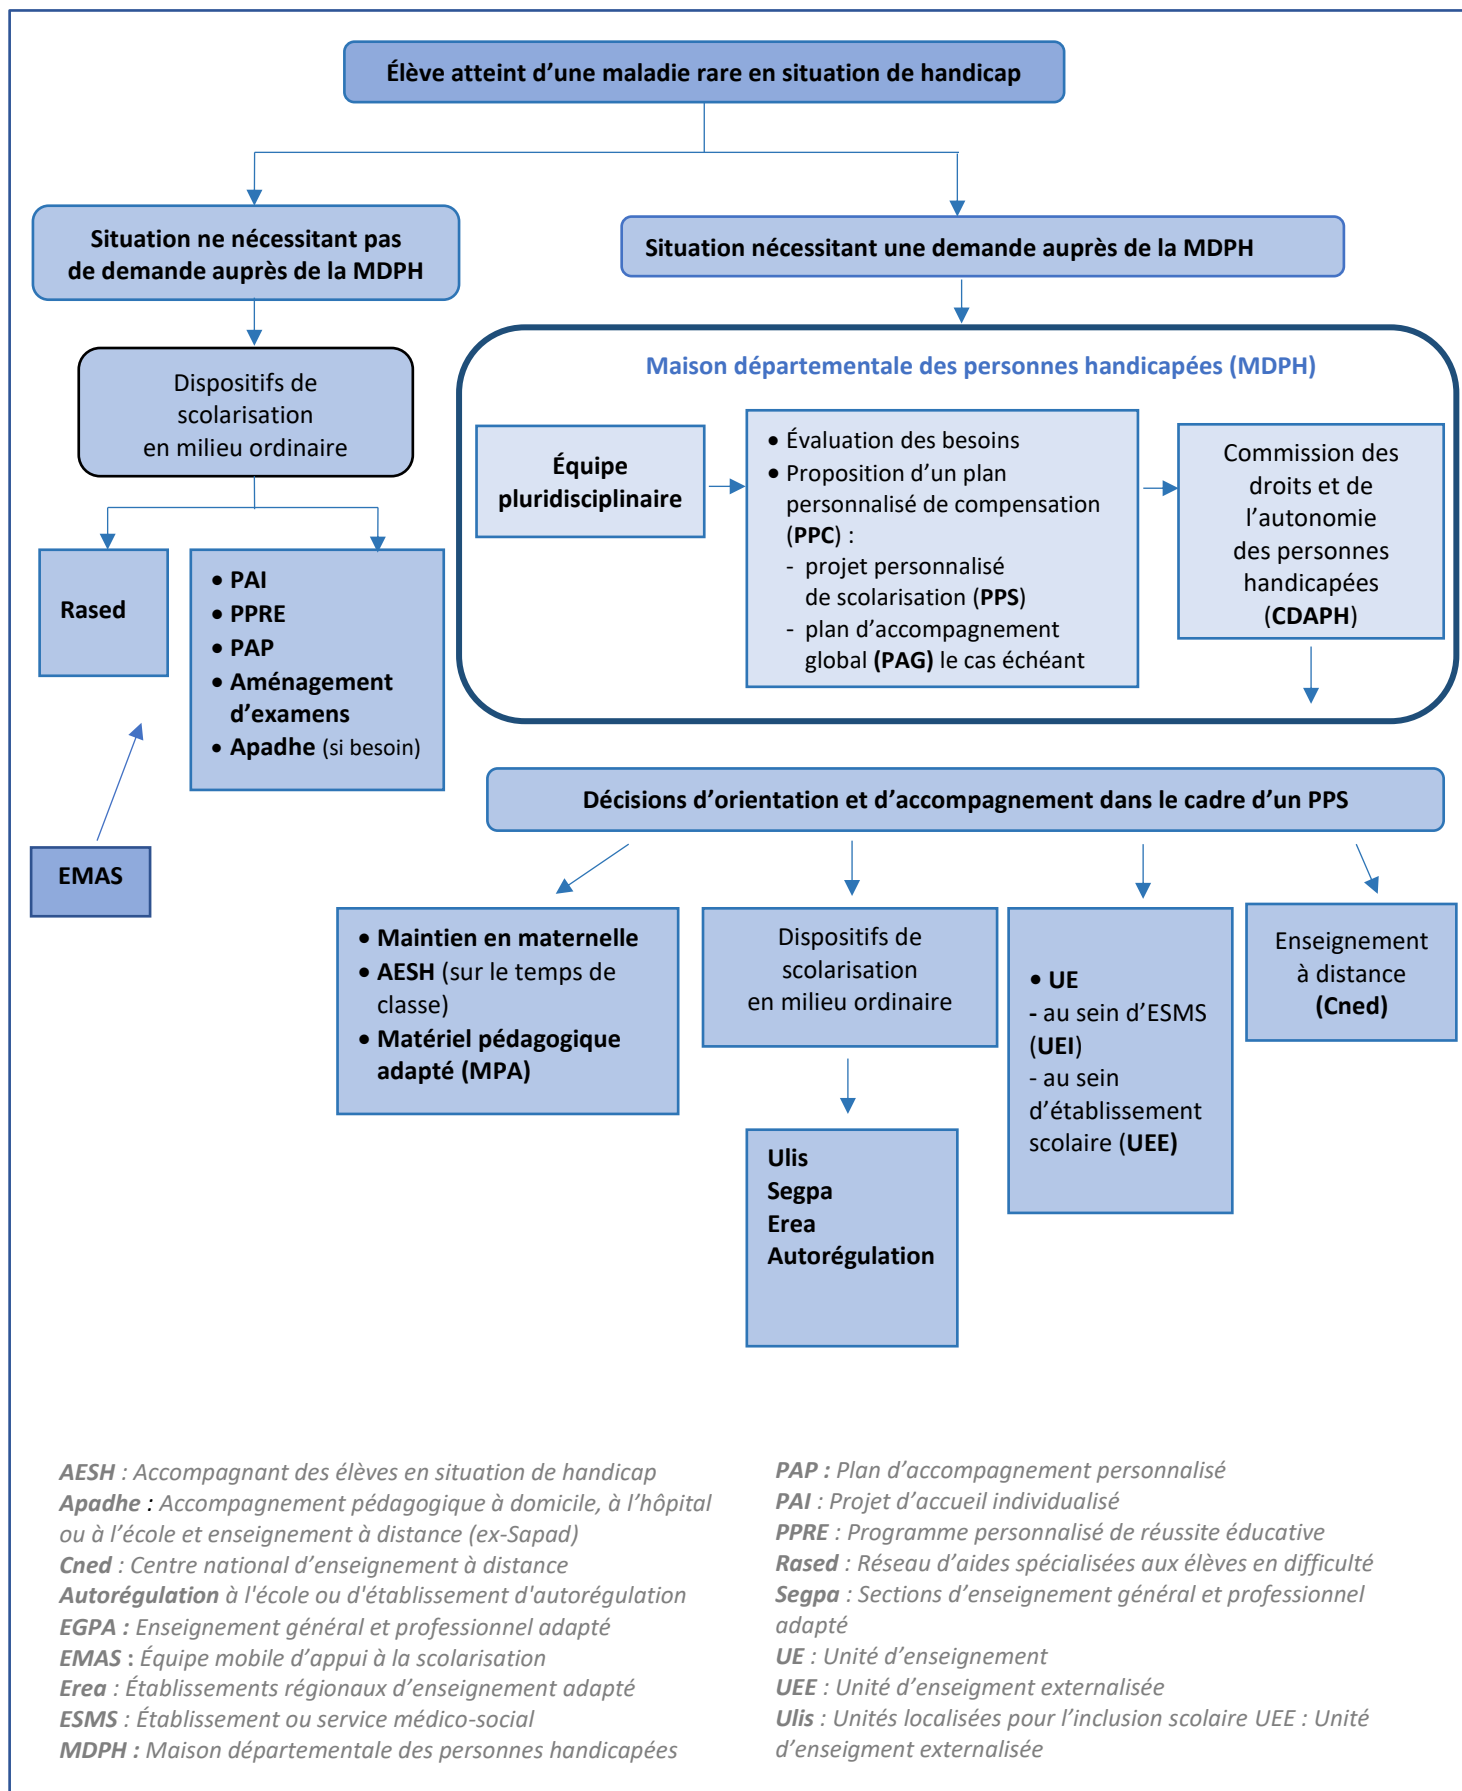 Élève atteint d’une maladie rare en situation de handicap
Situation ne nécessitant pas
de demande auprès de la MDPH
Situation nécessitant une demande auprès de la MDPH
Dispositifs de
scolarisation
en milieu ordinaire
Rased
• PAI
• PPRE
• PAP
• Aménagement
d’examens
• Apadhe (si besoin)
EMAS
Maison départementale des personnes handicapées (MDPH)
Équipe
pluridisciplinaire
• Évaluation des besoins
• Proposition d’un plan
personnalisé de compensation
(PPC) :
- projet personnalisé
de scolarisation (PPS)
- plan d’accompagnement
global (PAG) le cas échéant
Commission des
droits et de
l’autonomie
des personnes
handicapées
(CDAPH)
Décisions d’orientation et d’accompagnement dans le cadre d’un PPS
• Maintien en maternelle
• AESH (sur le temps de
classe)
• Matériel pédagogique
adapté (MPA)
Dispositifs de
scolarisation
en milieu ordinaire
Ulis
Segpa
Erea
Autorégulation
• UE
- au sein d’ESMS
(UEI)
- au sein
d’établissement
scolaire (UEE)
Enseignement
à distance
(Cned)
AESH : Accompagnant des élèves en situation de handicap
Apadhe : Accompagnement pédagogique à domicile, à l’hôpital
ou à l’école et enseignement à distance (ex-Sapad)
Cned : Centre national d’enseignement à distance
Autorégulation à l'école ou d'établissement d'autorégulation
EGPA : Enseignement général et professionnel adapté
EMAS : Équipe mobile d’appui à la scolarisation
Erea : Établissements régionaux d’enseignement adapté
ESMS : Établissement ou service médico-social
MDPH : Maison départementale des personnes handicapées
PAP : Plan d’accompagnement personnalisé
PAI : Projet d’accueil individualisé
PPRE : Programme personnalisé de réussite éducative
Rased : Réseau d’aides spécialisées aux élèves en difficulté
Segpa : Sections d’enseignement général et professionnel
adapté
UE : Unité d’enseignement
UEE : Unité d’enseigment externalisée
Ulis : Unités localisées pour l’inclusion scolaire UEE : Unité
d’enseigment externalisée